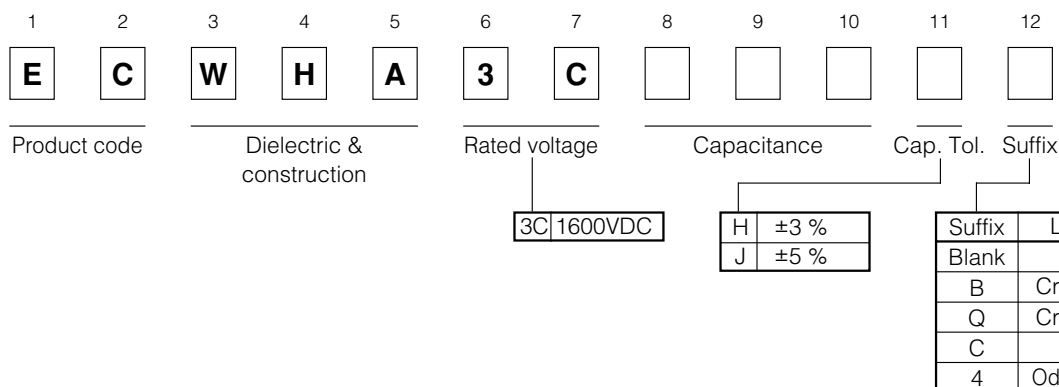 1 2 3 4 5 6 7 8 9 10 11 12
E C W H A 3 C
Product code Dielectric & Rated voltage Capacitance Cap. Tol. Suffix
construction
3C 1600VDC
H ±3 %
J ±5 %
Suffix
Blank
B
Q
C
4